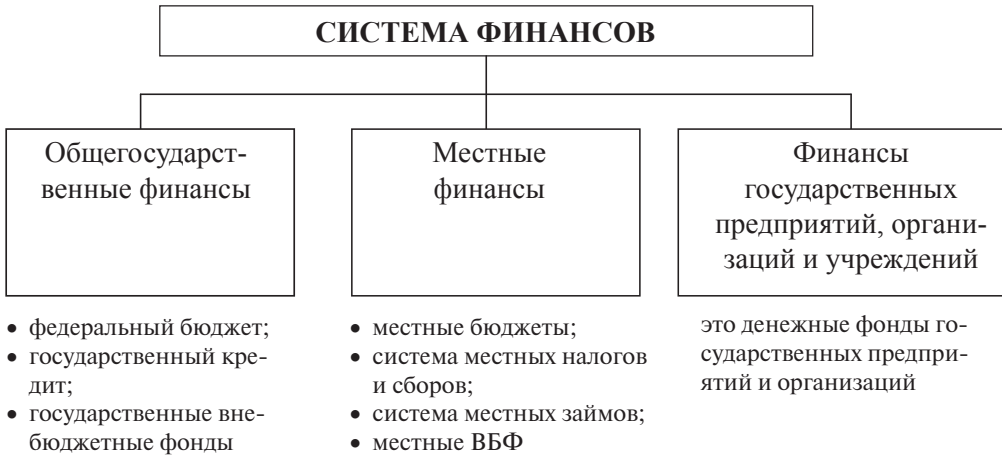 СИСТЕМА ФИНАНСОВ
Общегосударст-
венные финансы
Местные
финансы
Финансы
государственных
предприятий, органи-
заций и учреждений
• федеральный бюджет;
• государственный кре-
дит;
• государственные вне-
бюджетные фонды
• местные бюджеты;
• система местных налогов
и сборов;
• система местных займов;
• местные ВБФ
это денежные фонды го-
сударственных предпри-
ятий и организаций